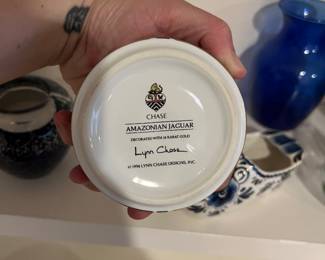 CHASE
AMAZONIAN JAGUAR
DECORATED WITH 24 KARAT GOLD
Lynn Chase
© 1996 LYNN CHASE DESIGNS, INC.